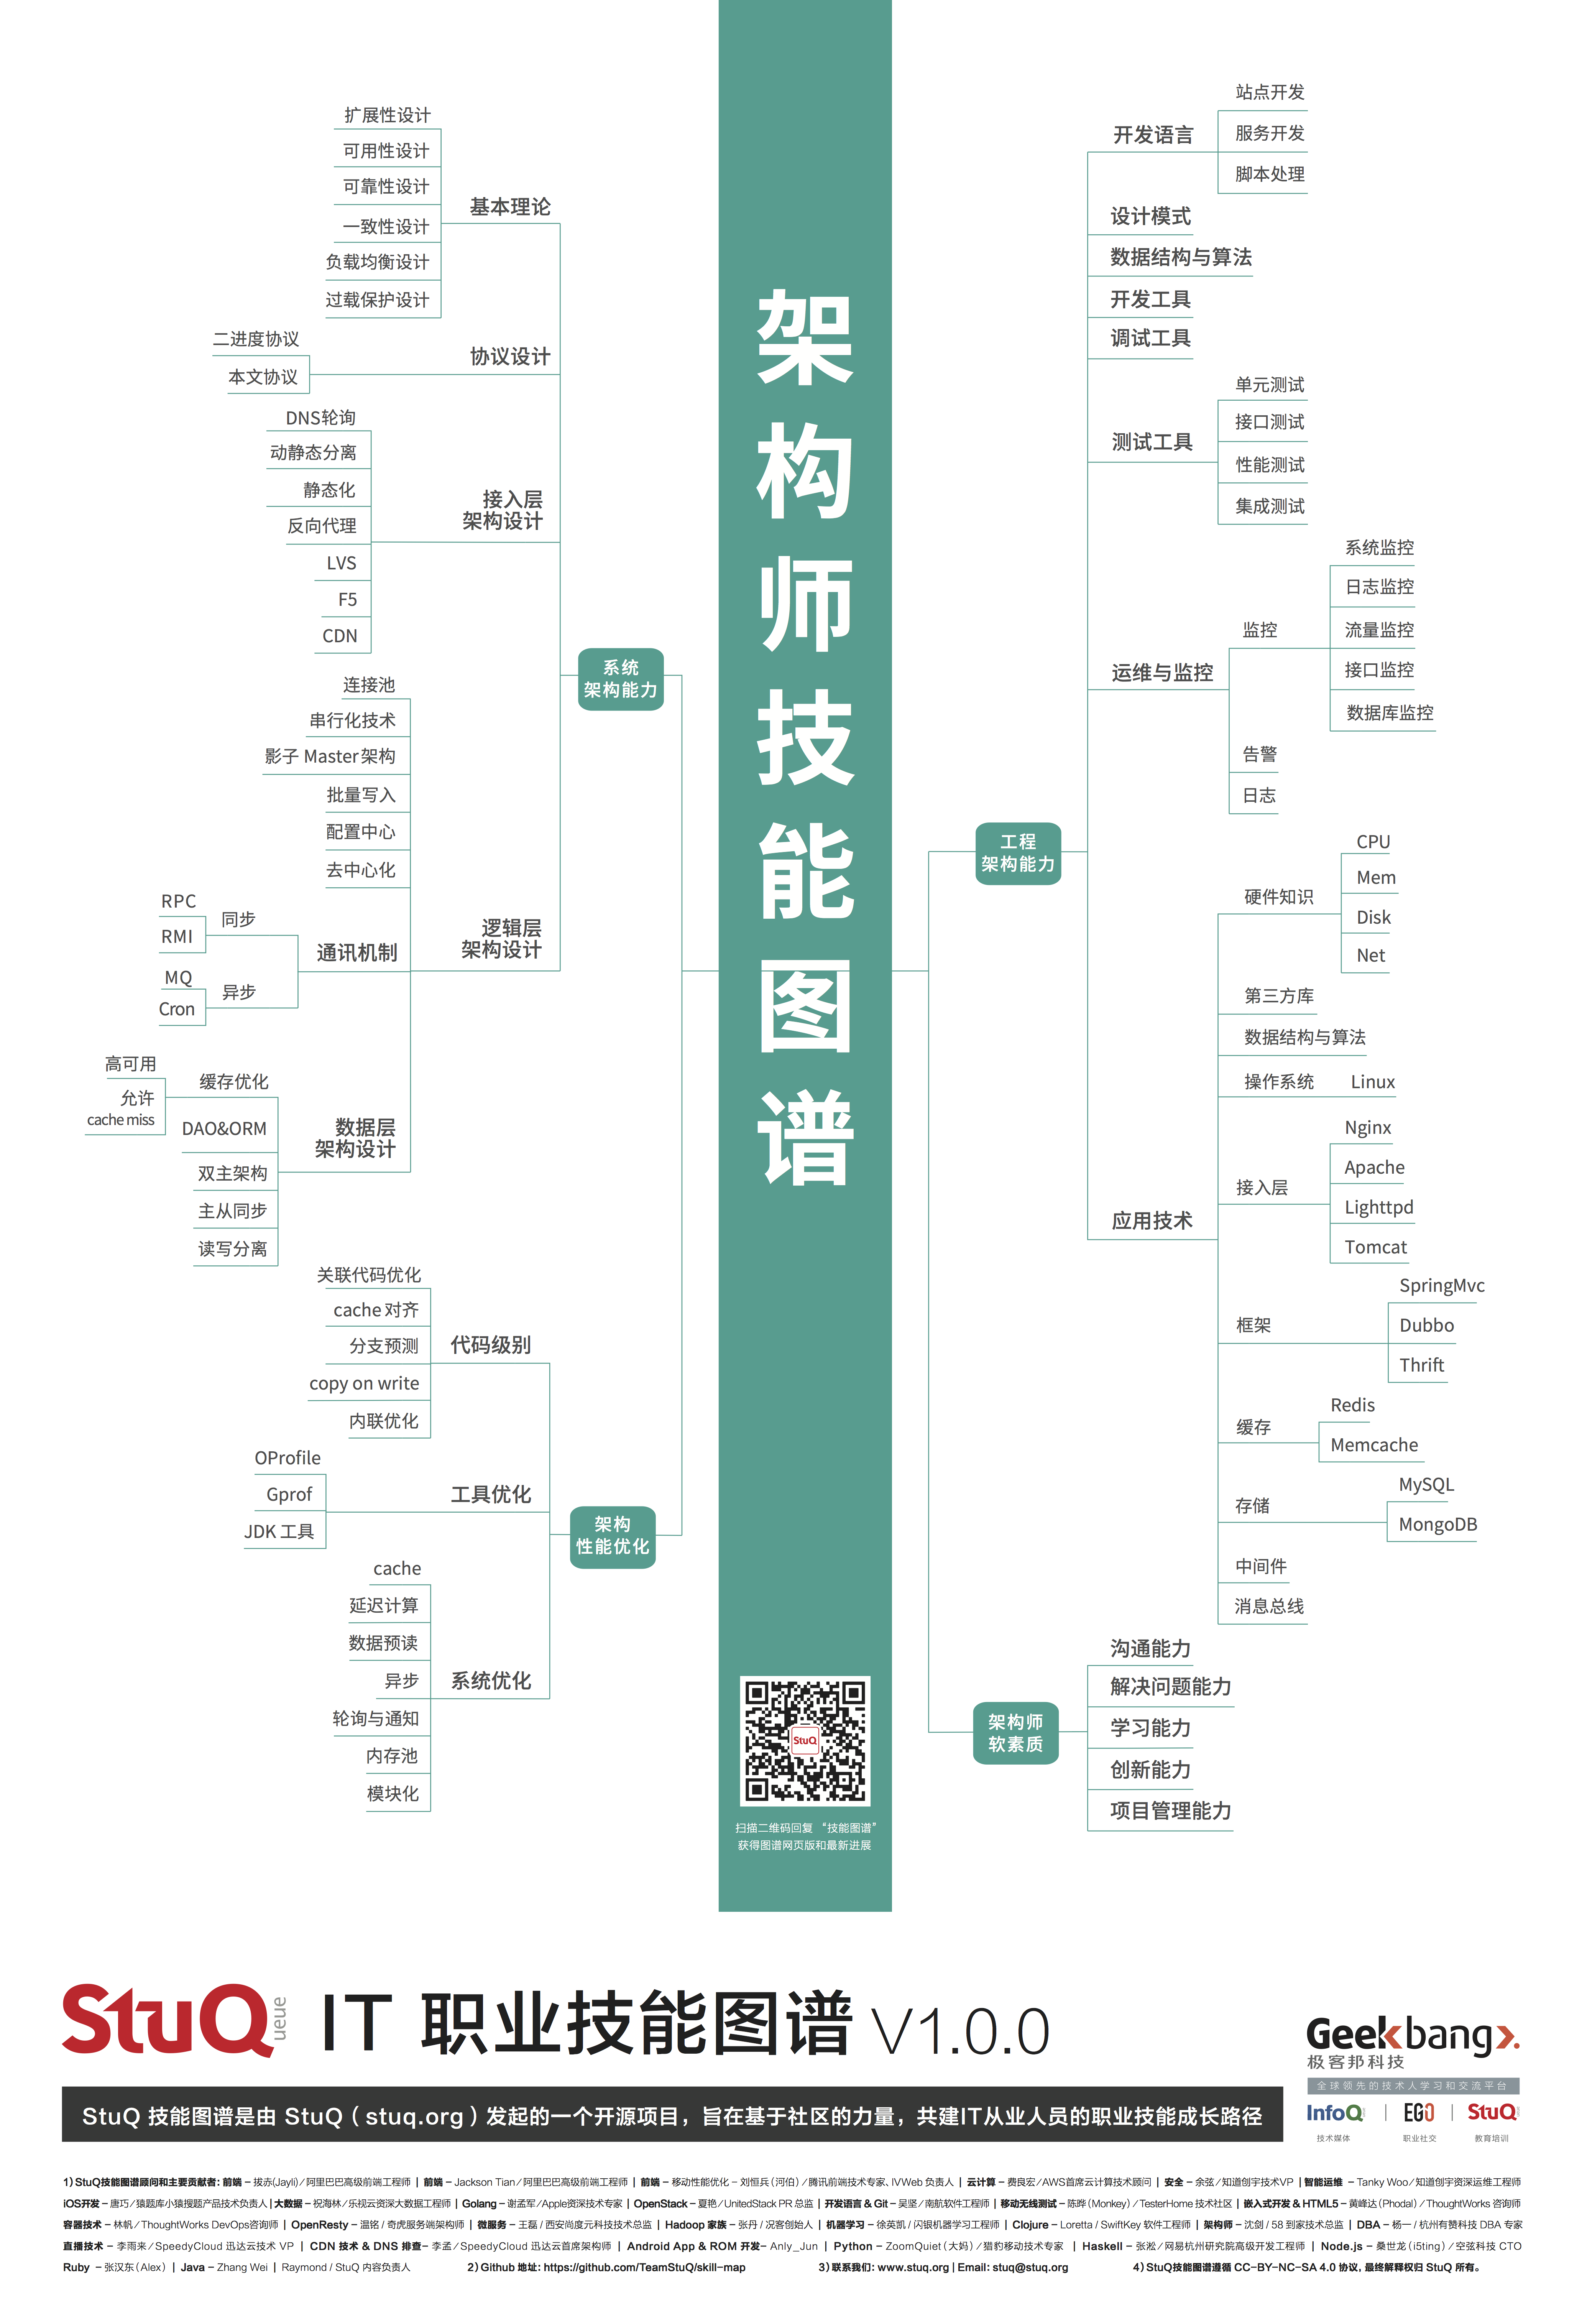 架构师技能图谱
扩展性设计
可用性设计
可靠性设计
一致性设计
负载均衡设计
过载保护设计
基本理论
二进度协议
本文协议
协议设计
DNS轮询
动静态分离
静态化
反向代理
LVS
F5
CDN
接入层
架构设计
系统
架构能力
连接池
串行化技术
影子 Master 架构
批量写入
配置中心
去中心化
RPC
RMI
同步
MQ
Cron
异步
通讯机制
逻辑层
架构设计
高可用
允许
cache miss
缓存优化
DAO&ORM
双主架构
主从同步
读写分离
数据层
架构设计
关联代码优化
cache 对齐
分支预测
copy on write
内联优化
代码级别
OProfile
Gprof
JDK 工具
工具优化
架构
性能优化
cache
延迟计算
数据预读
异步
轮询与通知
内存池
模块化
系统优化
站点开发
开发语言
服务开发
脚本处理
设计模式
数据结构与算法
开发工具
调试工具
单元测试
接口测试
测试工具
性能测试
集成测试
系统监控
日志监控
监控
流量监控
接口监控
数据库监控
运维与监控
告警
日志
工程
架构能力
CPU
Mem
硬件知识
Disk
Net
第三方库
数据结构与算法
操作系统 Linux
Nginx
Apache
接入层
Lighttpd
Tomcat
应用技术
SpringMvc
框架
Dubbo
Thrift
Redis
缓存
Memcache
MySQL
存储
MongoDB
中间件
消息总线
沟通能力
解决问题能力
架构师
软素质
学习能力
创新能力
项目管理能力
StuQ
扫描二维码回复 “技能图谱”
获得图谱网页版和最新进展
StuQueue IT 职业技能图谱 V1.0.0
Geekbang
极客邦科技
全球领先的技术人学习和交流平台
InfoQ | EGO | StuQ
技术媒体 职业社交 教育培训
StuQ 技能图谱是由 StuQ（stuq.org）发起的一个开源项目，旨在基于社区的力量，共建IT从业人员的职业技能成长路径
1）StuQ技能图谱顾问和主要贡献者：前端 – 拔赤(Jayli)／阿里巴巴高级前端工程师 | 前端 – Jackson Tian／阿里巴巴高级前端工程师 | 前端 – 移动性能优化 – 刘恒兵（河伯）／腾讯前端技术专家、IVWeb 负责人 | 云计算 – 费良宏／AWS首席云计算技术顾问 | 安全 – 余弦／知道创宇技术VP | 智能运维 – Tanky Woo／知道创宇资深运维工程师
iOS开发 – 唐巧／猿题库小猿搜题产品技术负责人 | 大数据 – 祝海林／乐视云资深大数据工程师 | Golang – 谢孟军／Apple资深技术专家 | OpenStack – 夏艳／UnitedStack PR 总监 | 开发语言 & Git – 吴坚／南航软件工程师 | 移动无线测试 – 陈晔（Monkey）／TesterHome 技术社区 | 嵌入式开发 & HTML5 – 黄峰达（Phodal）／ThoughtWorks 咨询师
容器技术 – 林帆／ThoughtWorks DevOps咨询师 | OpenResty – 温铭 / 奇虎服务端架构师 | 微服务 – 王磊 / 西安尚度元科技技术总监 | Hadoop 家族 – 张丹 / 况客创始人 | 机器学习 – 徐英凯 / 闪银机器学习工程师 | Clojure – Loretta / SwiftKey 软件工程师 | 架构师 – 沈剑 / 58 到家技术总监 | DBA – 杨一 / 杭州有赞科技 DBA 专家
直播技术 – 李雨来／SpeedyCloud 迅达云技术 VP | CDN 技术 & DNS 排查– 李孟／SpeedyCloud 迅达云首席架构师 | Android App & ROM 开发– Anly_Jun | Python – ZoomQuiet（大妈）／猎豹移动技术专家 | Haskell – 张淞／网易杭州研究院高级开发工程师 | Node.js – 桑世龙（i5ting）／空弦科技 CTO
Ruby – 张汉东（Alex） | Java – Zhang Wei | Raymond / StuQ 内容负责人 2）Github 地址: https://github.com/TeamStuQ/skill-map 3）联系我们: www.stuq.org | Email: stuq@stuq.org 4）StuQ技能图谱遵循 CC-BY-NC-SA 4.0 协议，最终解释权归 StuQ 所有。